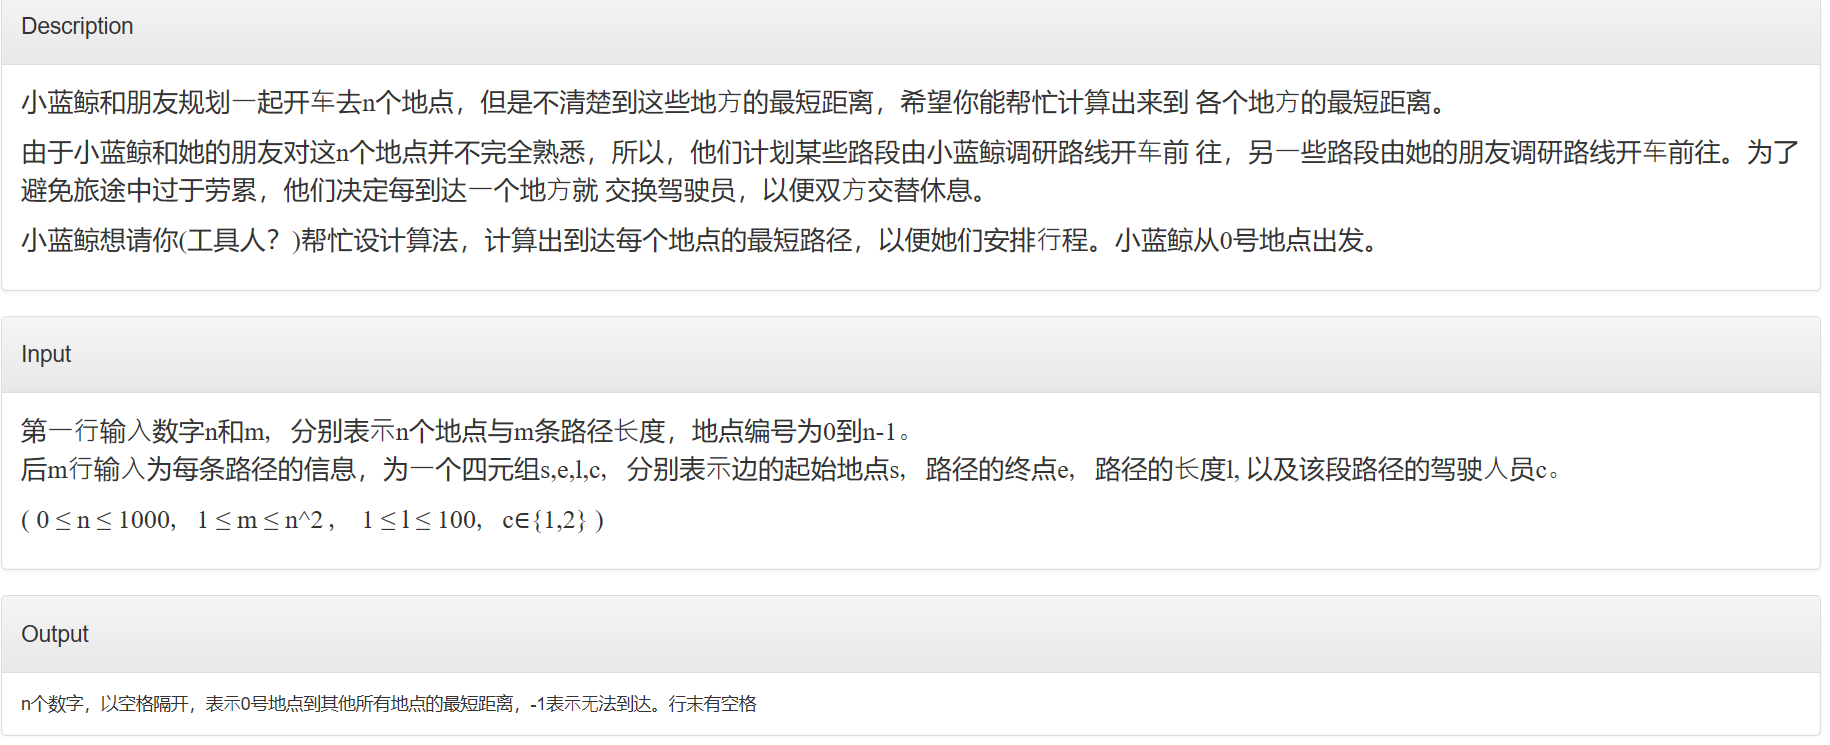 Description
小蓝鲸和朋友规划一起开车去n个地点，但是不清楚到这些地方的最短距离，希望你能帮忙计算出来到 各个地方的最短距离。
由于小蓝鲸和她的朋友对这n个地点并不完全熟悉，所以，他们计划某些路段由小蓝鲸调研路线开车前 往，另一些路段由她的朋友调研路线开车前往。为了
避免旅途中过于劳累，他们决定每到达一个地方就 交换驾驶员，以便双方交替休息。
小蓝鲸想请你(工具人？)帮忙设计算法，计算出到达每个地点的最短路径，以便她们安排行程。小蓝鲸从0号地点出发。
Input
第一行输入数字n和m，分别表示n个地点与m条路径长度，地点编号为0到n-1。
后m行输入为每条路径的信息，为一个四元组s,e,l,c，分别表示边的起始地点s，路径的终点e，路径的长度l, 以及该段路径的驾驶人员c。
( 0 ≤ n ≤ 1000， 1 ≤ m ≤ n^2 ， 1 ≤ l ≤ 100， c∈{1,2} )
Output
n个数字，以空格隔开，表示0号地点到其他所有地点的最短距离，-1表示无法到达。行末有空格